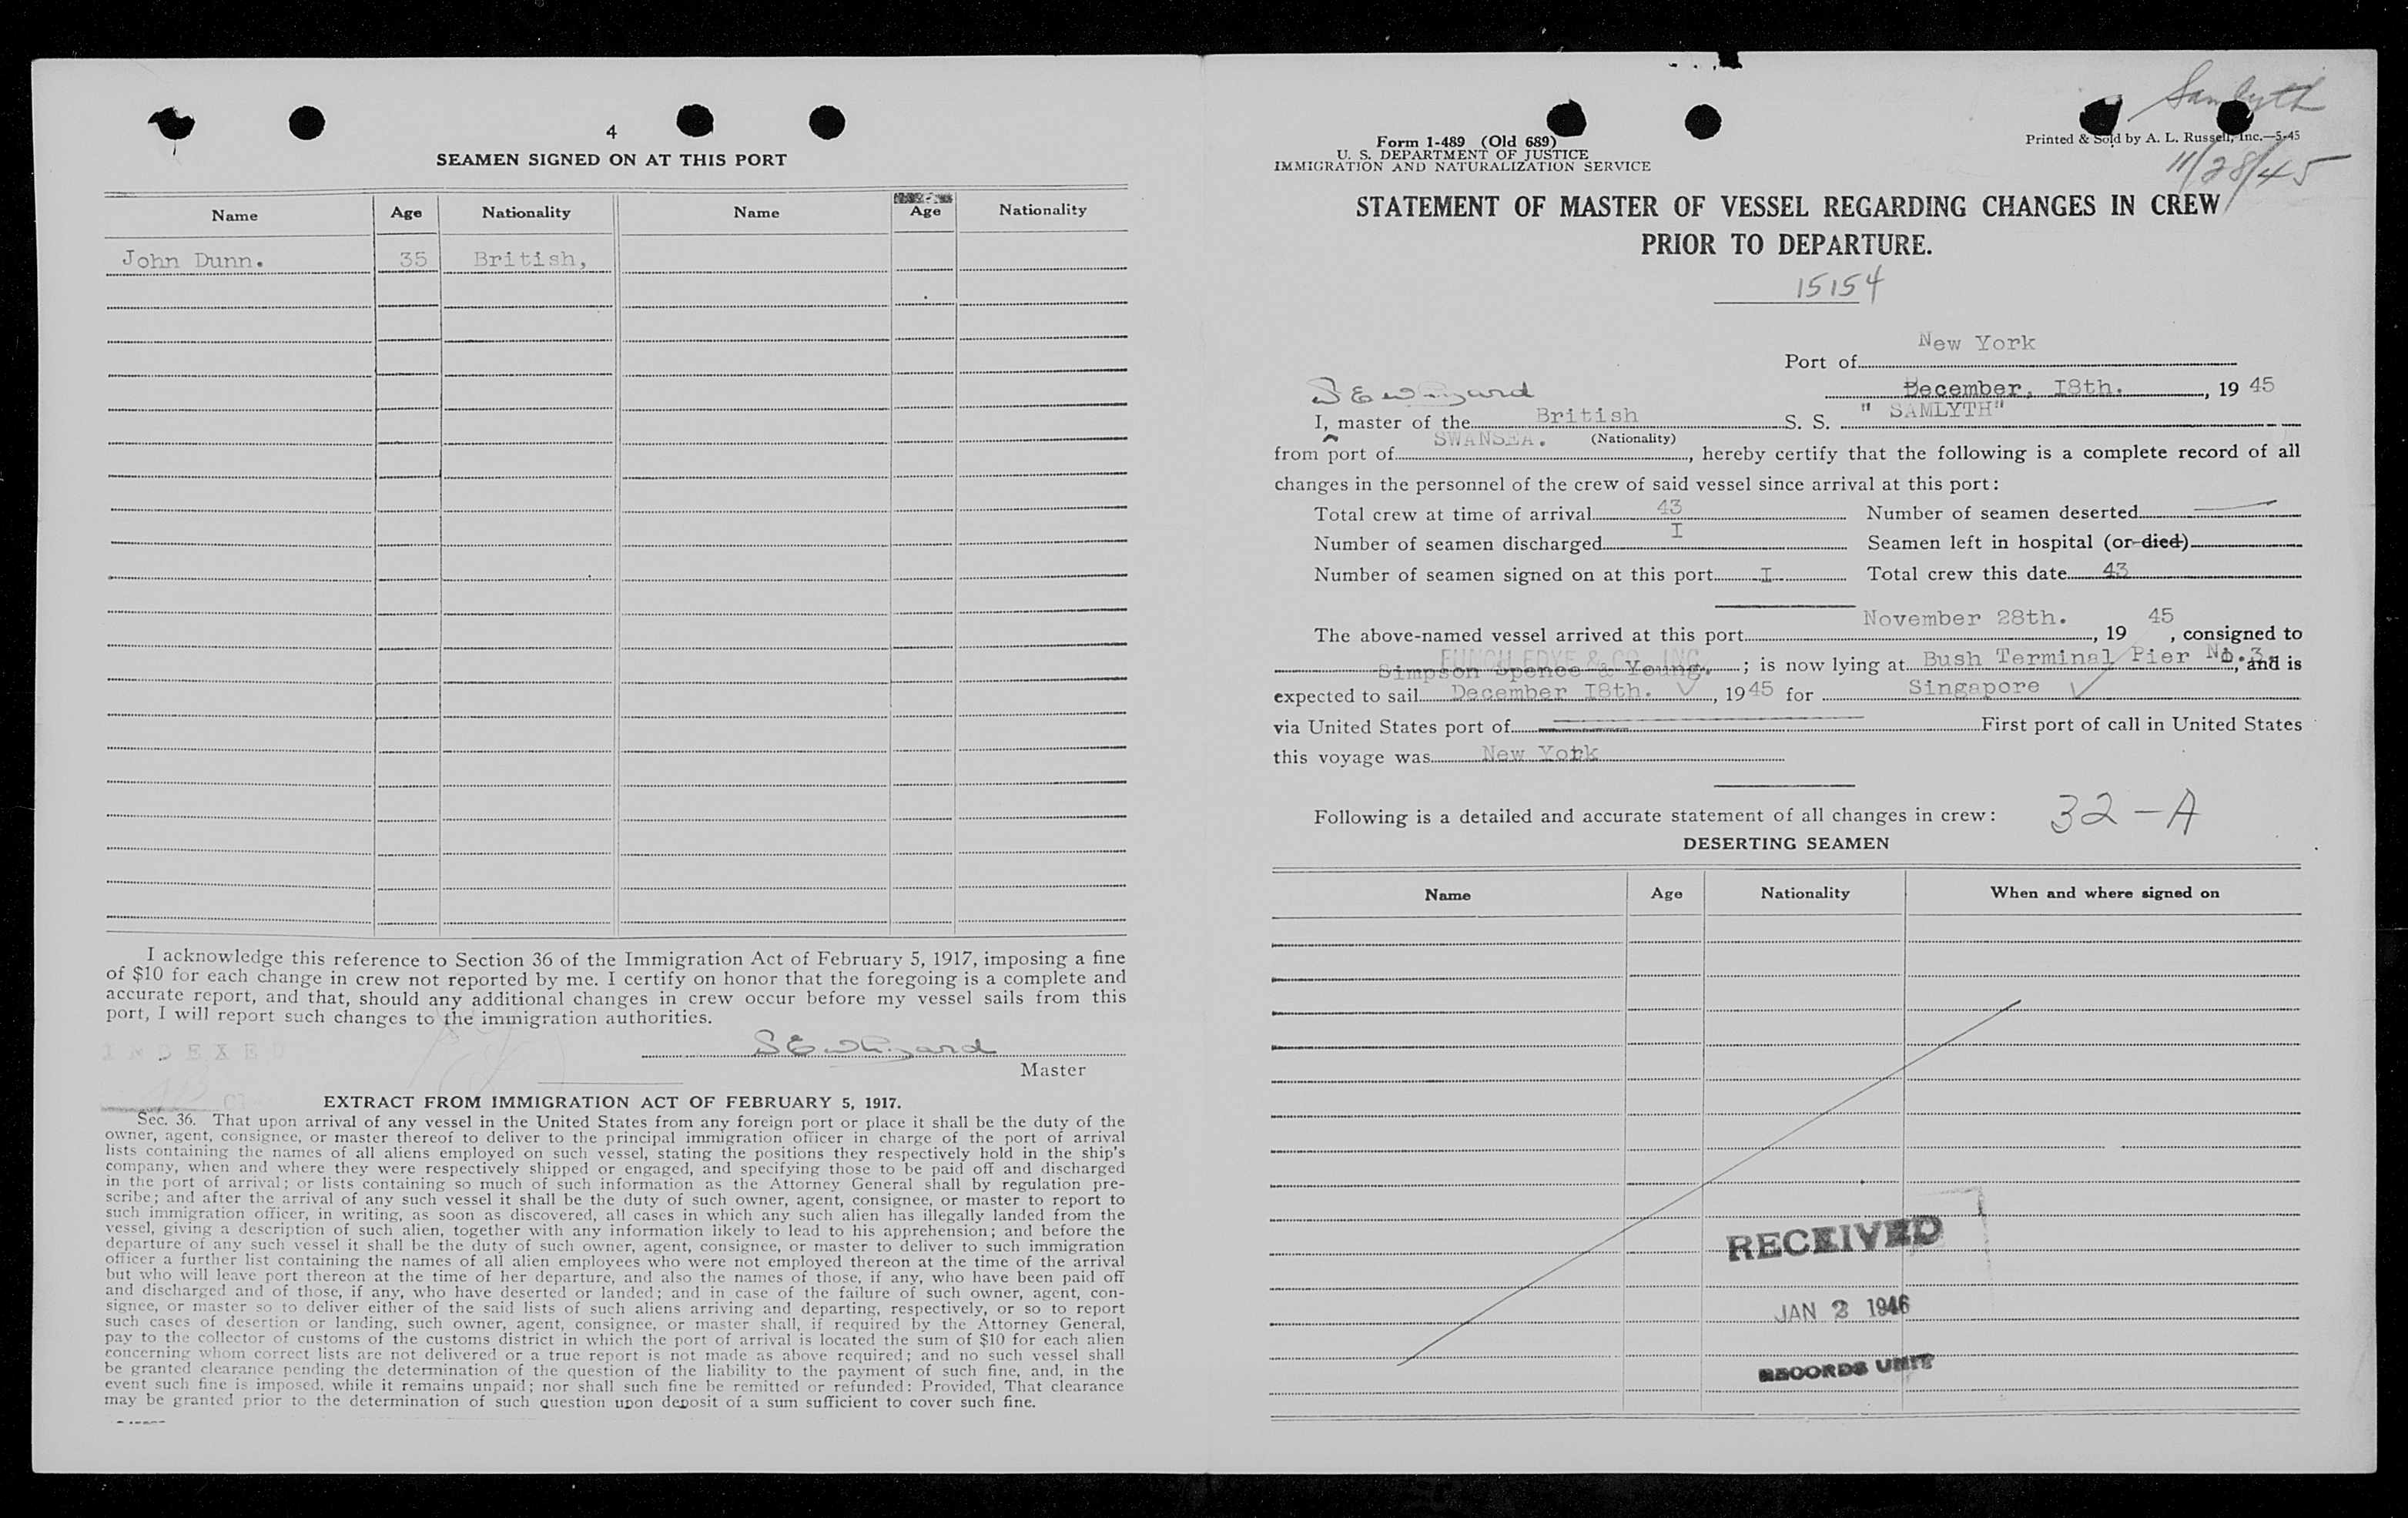 4
SEAMEN SIGNED ON AT THIS PORT
Name Age Nationality Name Age Nationality
John Dunn. 35 British,
I acknowledge this reference to Section 36 of the Immigration Act of February 5, 1917, imposing a fine
of $10 for each change in crew not reported by me. I certify on honor that the foregoing is a complete and
accurate report, and that, should any additional changes in crew occur before my vessel sails from this
port, I will report such changes to the immigration authorities.
INDEXED
Master
EXTRACT FROM IMMIGRATION ACT OF FEBRUARY 5, 1917.
Sec. 36. That upon arrival of any vessel in the United States from any foreign port or place it shall be the duty of the
owner, agent, consignee, or master thereof to deliver to the principal immigration officer in charge of the port of arrival
lists containing the names of all aliens employed on such vessel, stating the positions they respectively hold in the ship's
company, when and where they were respectively shipped or engaged, and specifying those to be paid off and discharged
in the port of arrival; or lists containing so much of such information as the Attorney General shall by regulation pre-
scribe; and after the arrival of any such vessel it shall be the duty of such owner, agent, consignee, or master to report to
such immigration officer, in writing, as soon as discovered, all cases in which any such alien has illegally landed from the
vessel, giving a description of such alien, together with any information likely to lead to his apprehension; and before the
departure of any such vessel it shall be the duty of such owner, agent, consignee, or master to deliver to such immigration
officer a further list containing the names of all alien employees who were not employed thereon at the time of the arrival
but who will leave port thereon at the time of her departure, and also the names of those, if any, who have been paid off
and discharged and of those, if any, who have deserted or landed; and in case of the failure of such owner, agent, con-
signee, or master so to deliver either of the said lists of such aliens arriving and departing, respectively, or so to report
such cases of desertion or landing, such owner, agent, consignee, or master shall, if required by the Attorney General,
pay to the collector of customs of the customs district in which the port of arrival is located the sum of $10 for each alien
concerning whom correct lists are not delivered or a true report is not made as above required; and no such vessel shall
be granted clearance pending the determination of the question of the liability to the payment of such fine, and, in the
event such fine is imposed, while it remains unpaid; nor shall such fine be remitted or refunded: Provided, That clearance
may be granted prior to the determination of such question upon deposit of a sum sufficient to cover such fine.
Samlyth
Form 1-489 (Old 689)
U. S. DEPARTMENT OF JUSTICE
IMMIGRATION AND NATURALIZATION SERVICE
Printed & Sold by A. L. Russell, Inc.—5-45
11/28/45
STATEMENT OF MASTER OF VESSEL REGARDING CHANGES IN CREW
PRIOR TO DEPARTURE.
15154
Port of New York
December, I8th. , 19 45
I, master of the British S. S. " SAMLYTH"
(Nationality)
from port of SWANSEA. , hereby certify that the following is a complete record of all
changes in the personnel of the crew of said vessel since arrival at this port:
Total crew at time of arrival 43 Number of seamen deserted
Number of seamen discharged I Seamen left in hospital (or died)
Number of seamen signed on at this port I Total crew this date 43
The above-named vessel arrived at this port November 28th. , 19 45 , consigned to
FUNCH EDYE & CO. INC.
Simpson Spence & Young. ; is now lying at Bush Terminal Pier No.3. , and is
expected to sail December I8th. , 1945 for Singapore
via United States port of First port of call in United States
this voyage was New York
Following is a detailed and accurate statement of all changes in crew: 32-A
DESERTING SEAMEN
Name Age Nationality When and where signed on
RECEIVED
JAN 2 1946
RECORDS UNIT